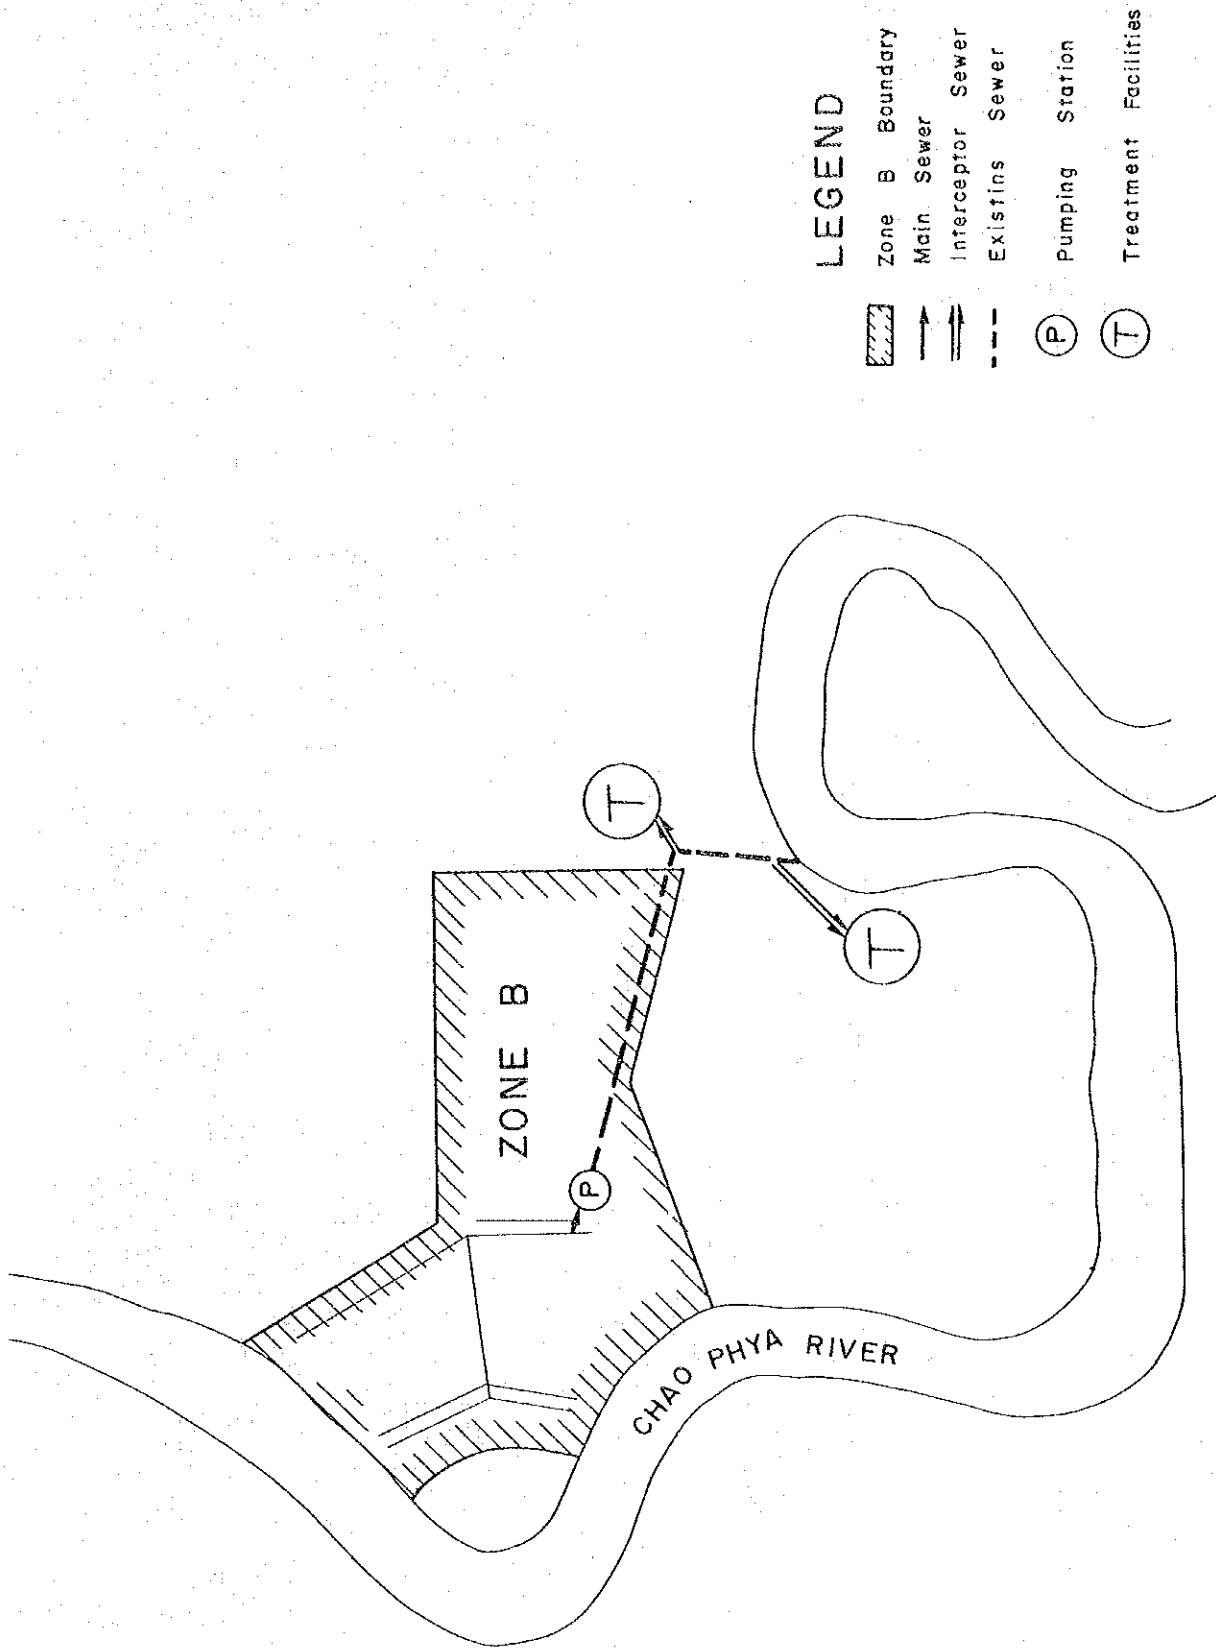 LEGEND
Zone B Boundary
Main Sewer
Interceptor Sewer
Existins Sewer
P Pumping Station
T Treatment Facilities
ZONE B
P
T
T
CHAO PHYA RIVER